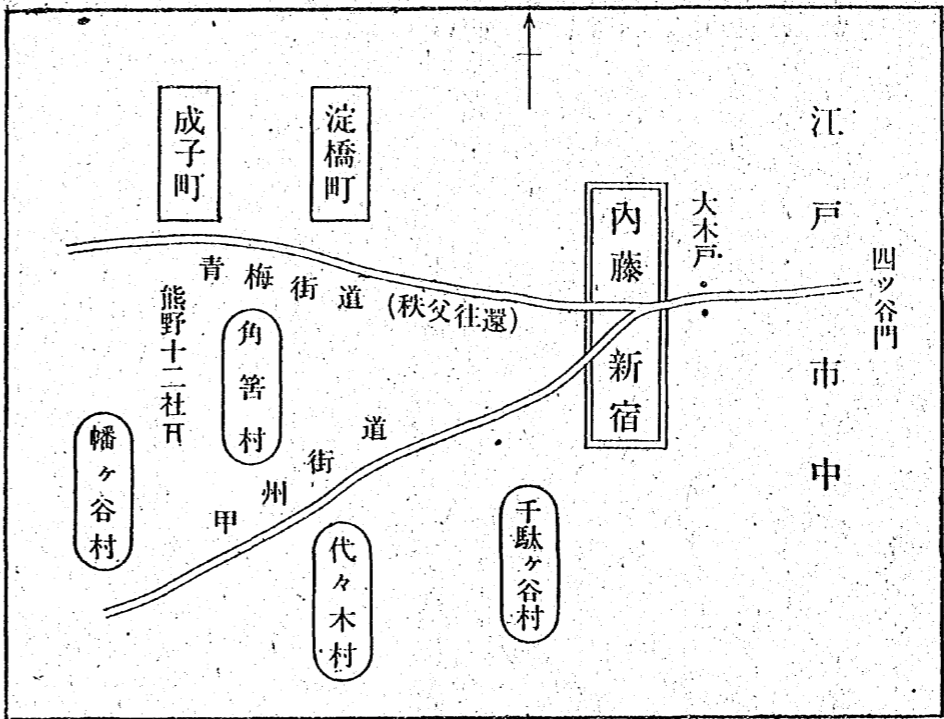 江戸市中
四ッ谷門
大木戸
内藤新宿
淀橋町
成子町
青梅街道
(秩父往還)
熊野十二社
角筈村
幡ヶ谷村
甲州街道
代々木村
千駄ヶ谷村